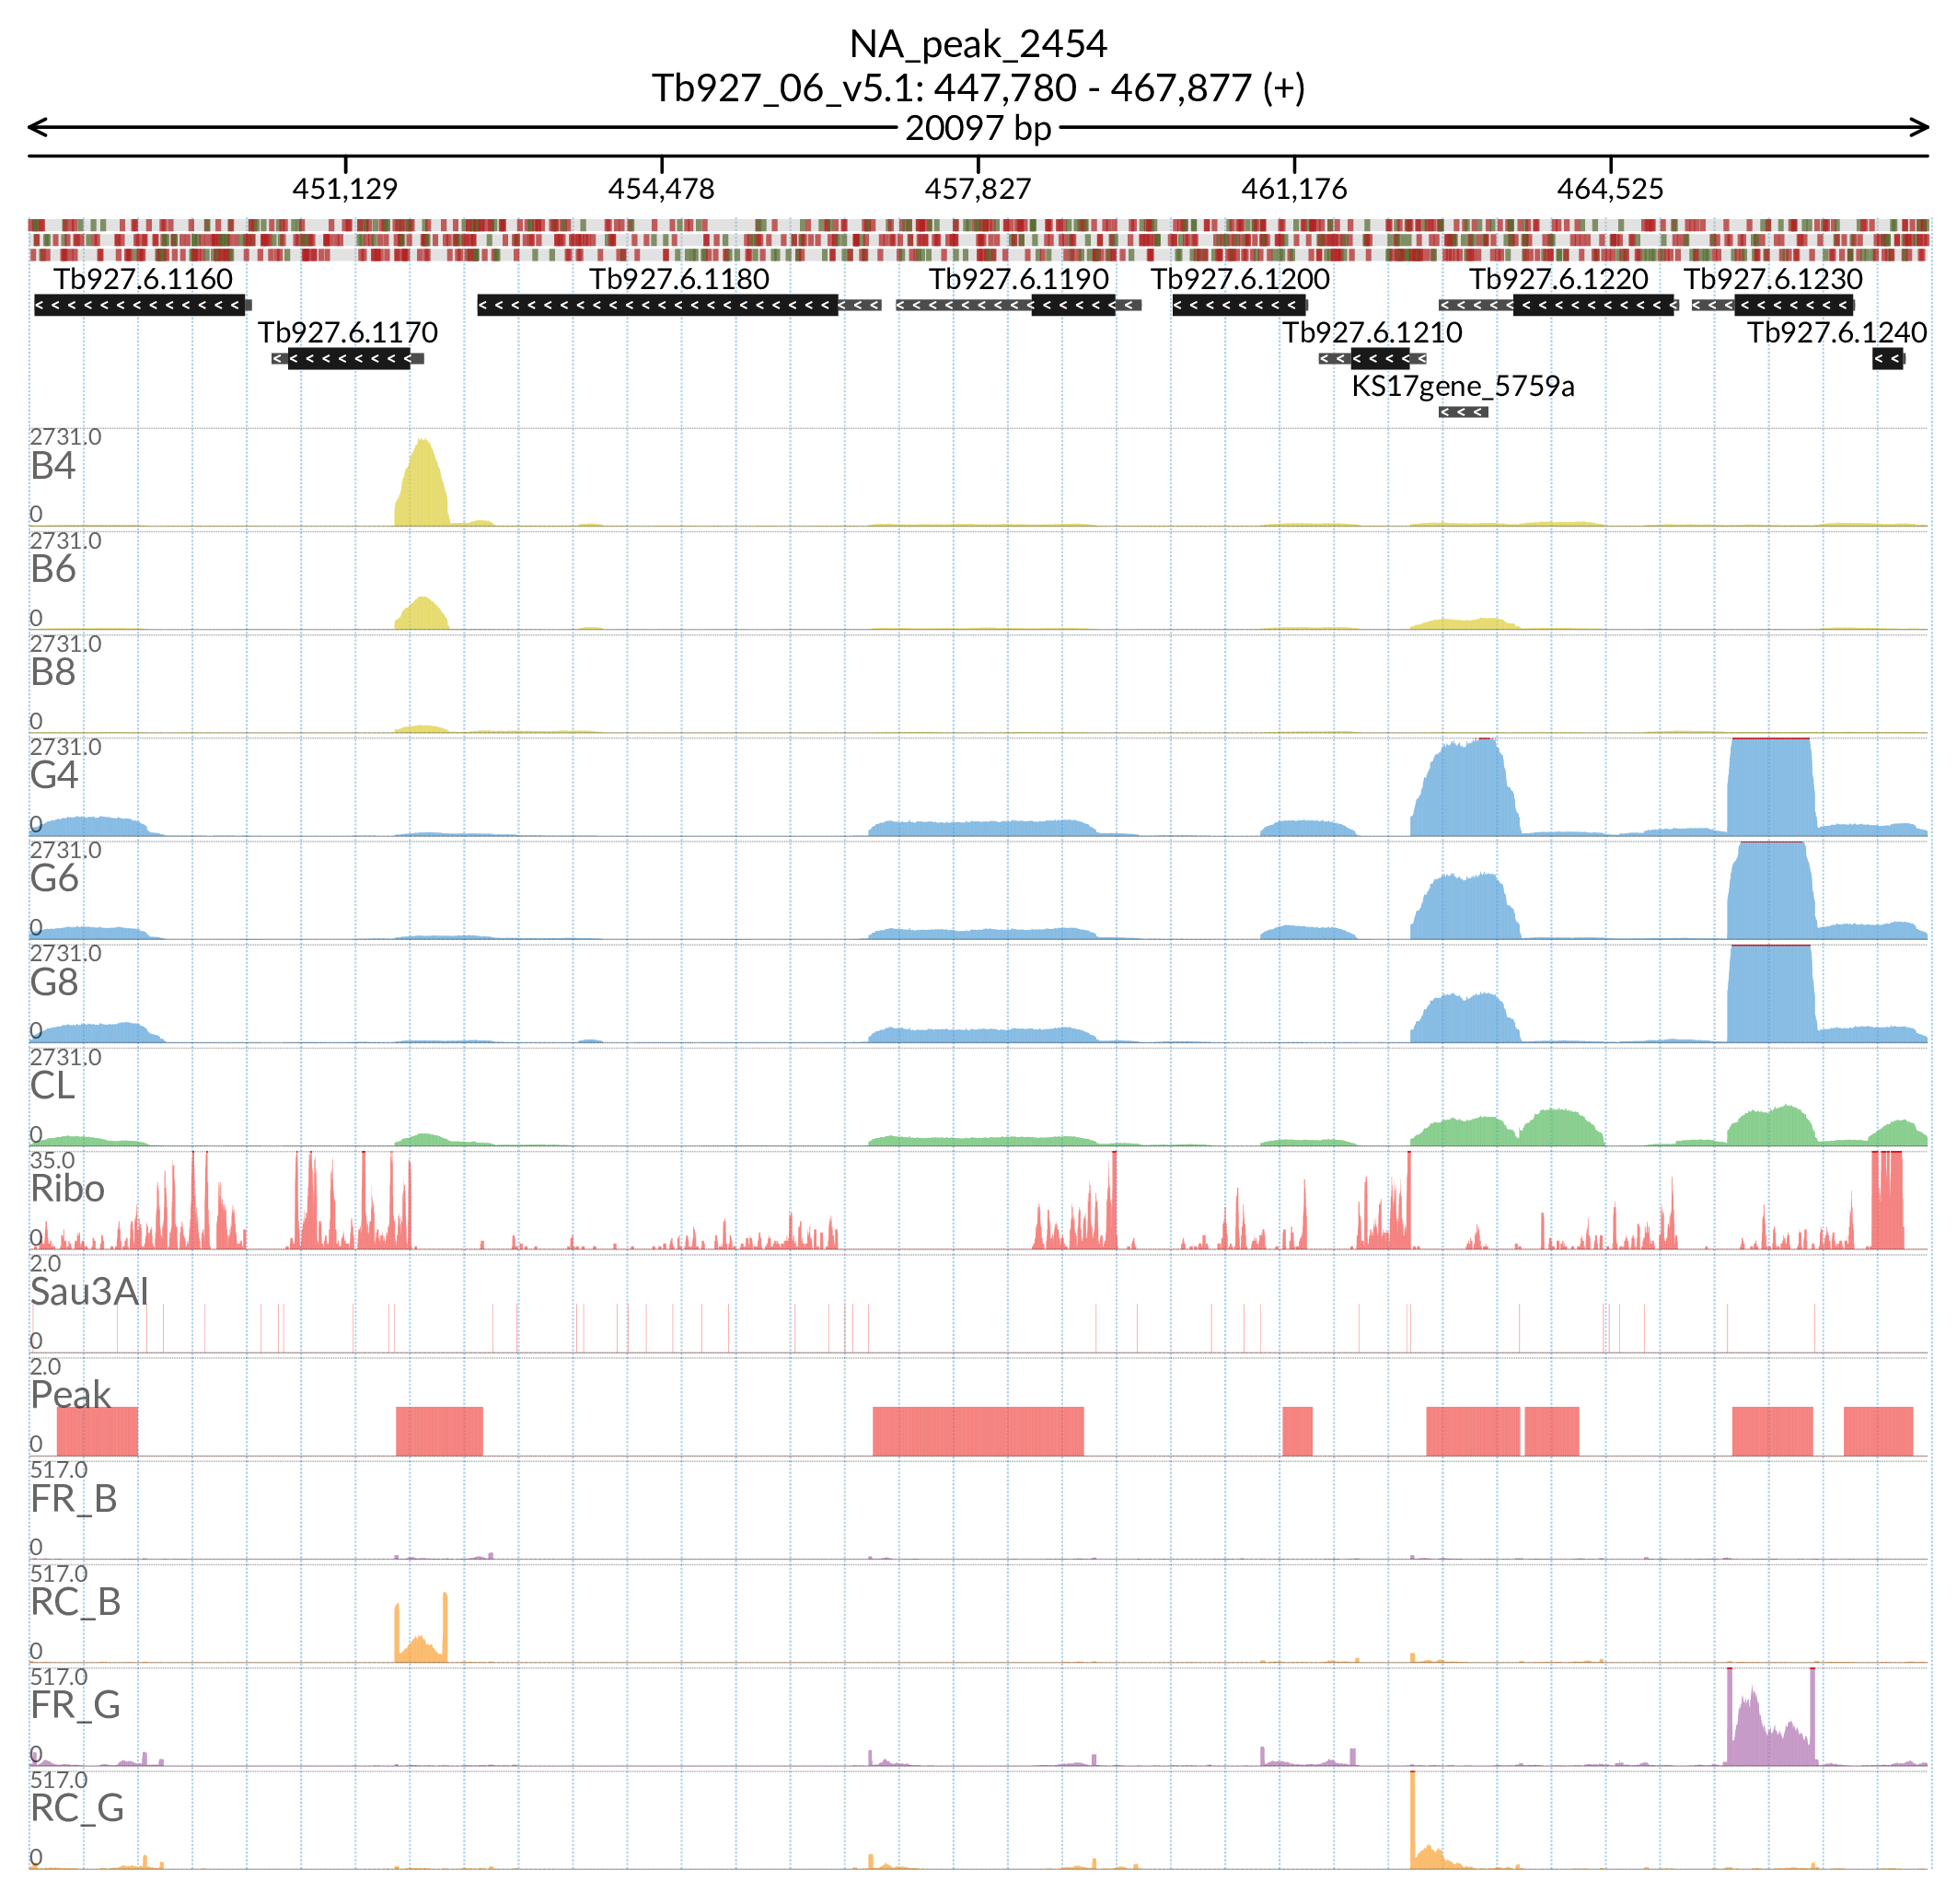 NA_peak_2454
Tb927_06_v5.1: 447,780 - 467,877 (+)
20097 bp
451,129 454,478 457,827 461,176 464,525
Tb927.6.1160 Tb927.6.1180 Tb927.6.1190 Tb927.6.1200 Tb927.6.1220 Tb927.6.1230
Tb927.6.1170 Tb927.6.1210 Tb927.6.1240
KS17gene_5759a
2731.0
B4
0
2731.0
B6
0
2731.0
B8
0
2731.0
G4
0
2731.0
G6
0
2731.0
G8
0
2731.0
CL
0
35.0
Ribo
0
2.0
Sau3AI
0
2.0
Peak
0
517.0
FR_B
0
517.0
RC_B
0
517.0
FR_G
0
517.0
RC_G
0